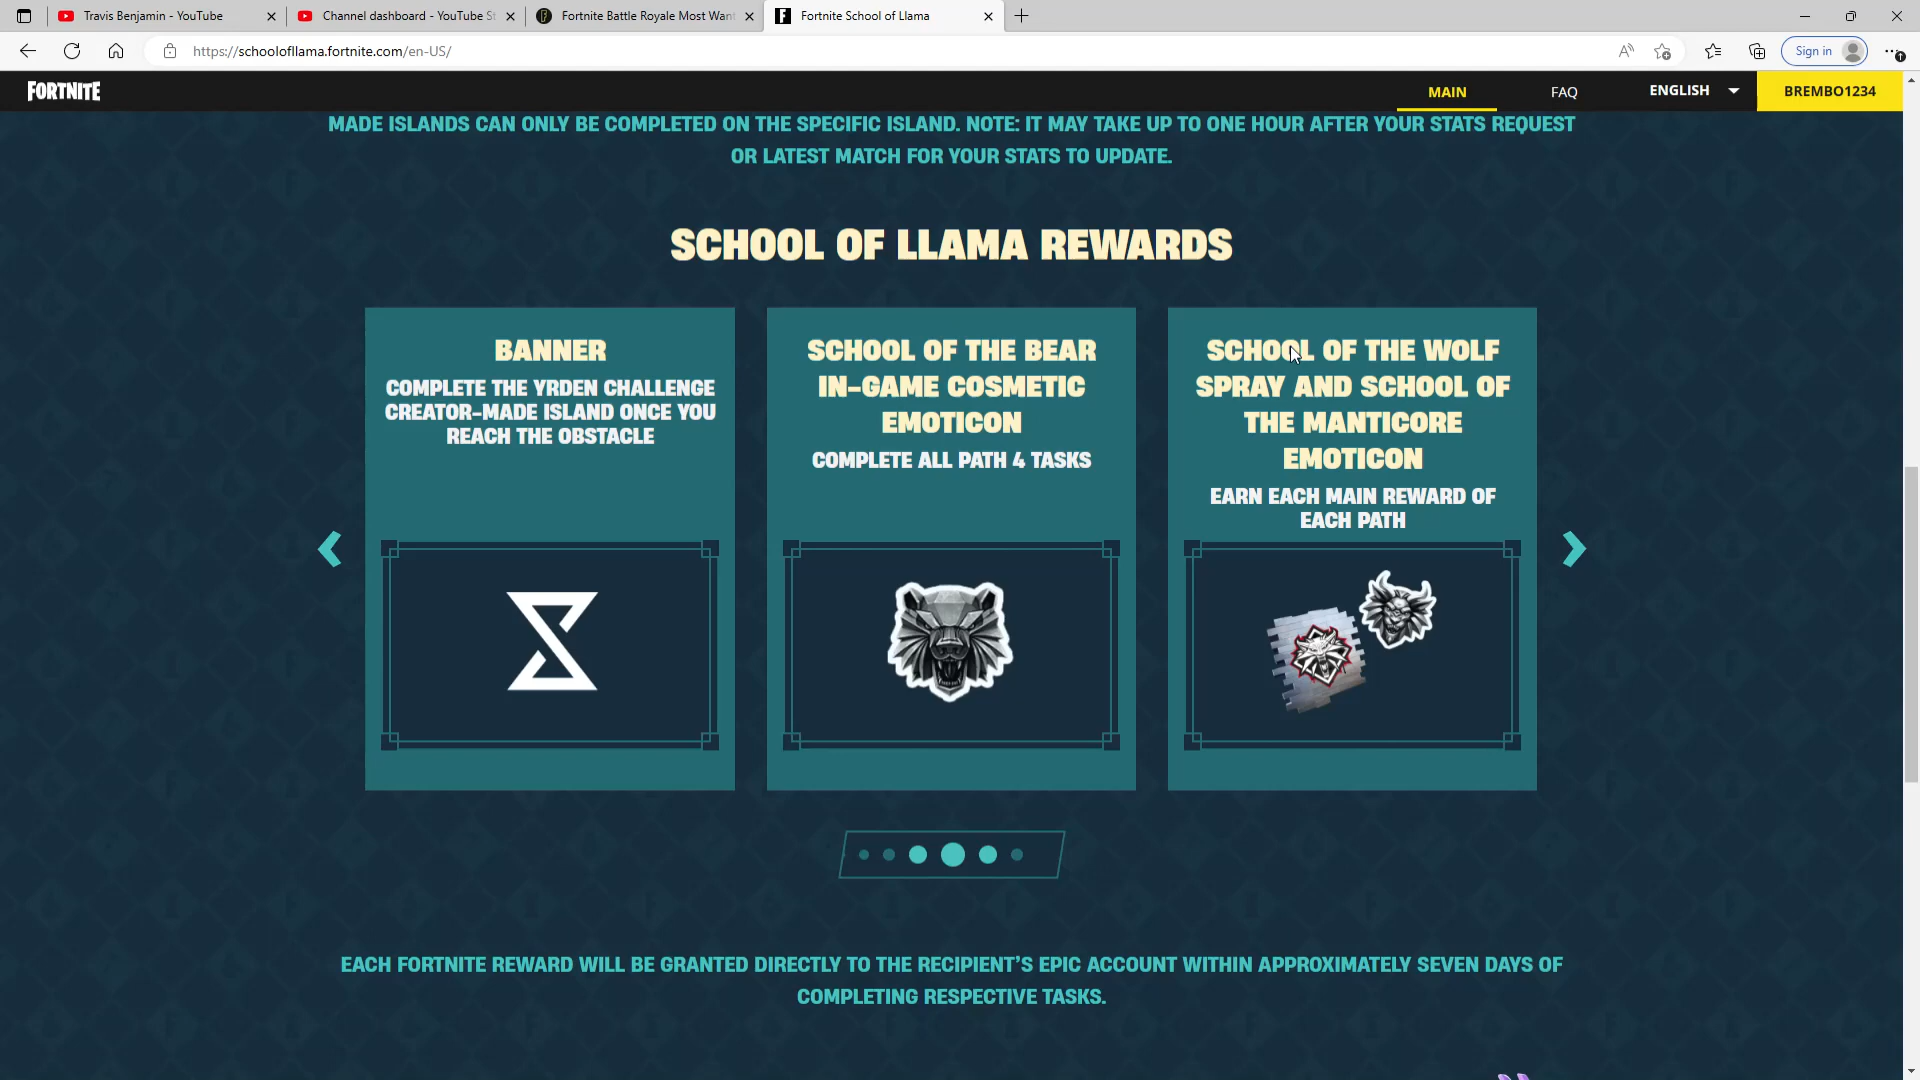 Travis Benjamin - YouTube
Channel dashboard - YouTube St
Fortnite Battle Royale Most Want
Fortnite School of Llama
https://schoolofllama.fortnite.com/en-US/
Sign in
FORTNITE
MAIN
FAQ
ENGLISH
BREMBO1234
MADE ISLANDS CAN ONLY BE COMPLETED ON THE SPECIFIC ISLAND. NOTE: IT MAY TAKE UP TO ONE HOUR AFTER YOUR STATS REQUEST
OR LATEST MATCH FOR YOUR STATS TO UPDATE.
SCHOOL OF LLAMA REWARDS
BANNER
COMPLETE THE YRDEN CHALLENGE
CREATOR-MADE ISLAND ONCE YOU
REACH THE OBSTACLE
SCHOOL OF THE BEAR
IN-GAME COSMETIC
EMOTICON
COMPLETE ALL PATH 4 TASKS
SCHOOL OF THE WOLF
SPRAY AND SCHOOL OF
THE MANTICORE
EMOTICON
EARN EACH MAIN REWARD OF
EACH PATH
EACH FORTNITE REWARD WILL BE GRANTED DIRECTLY TO THE RECIPIENT'S EPIC ACCOUNT WITHIN APPROXIMATELY SEVEN DAYS OF
COMPLETING RESPECTIVE TASKS.